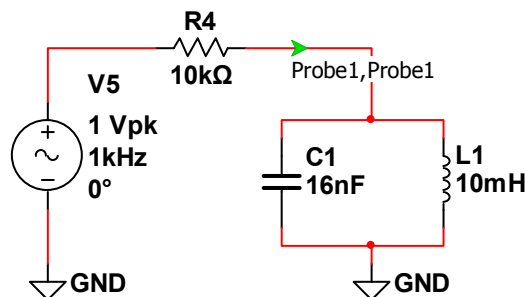 R4
10kΩ
Probe1,Probe1
V5
1 Vpk
1kHz
0°
C1
16nF
L1
10mH
GND
GND